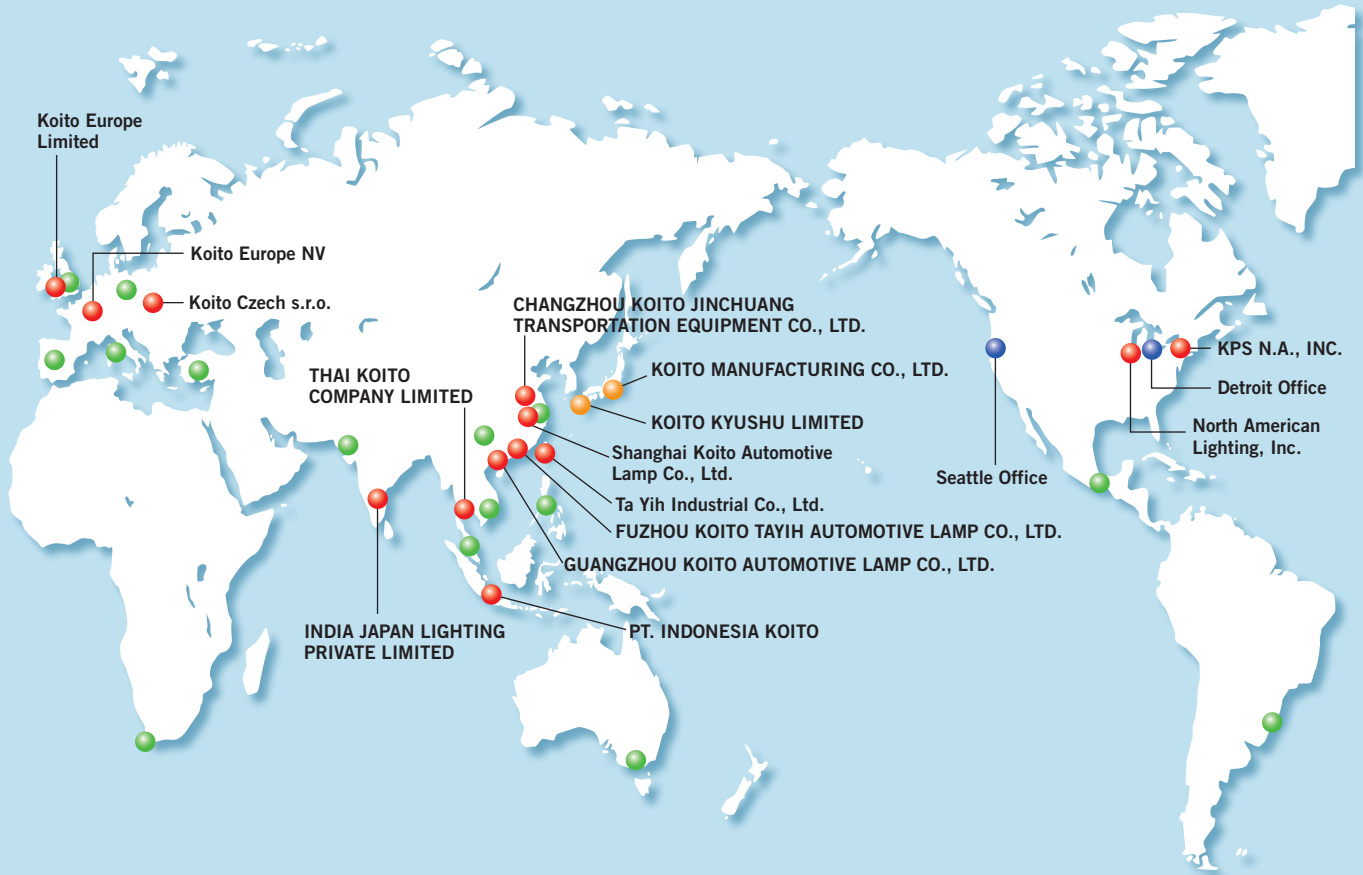 Koito Europe
Limited
Koito Europe NV
Koito Czech s.r.o.
CHANGZHOU KOITO JINCHUANG
TRANSPORTATION EQUIPMENT CO., LTD.
THAI KOITO
COMPANY LIMITED
KOITO MANUFACTURING CO., LTD.
KOITO KYUSHU LIMITED
Shanghai Koito Automotive
Lamp Co., Ltd.
Ta Yih Industrial Co., Ltd.
FUZHOU KOITO TAYIH AUTOMOTIVE LAMP CO., LTD.
GUANGZHOU KOITO AUTOMOTIVE LAMP CO., LTD.
INDIA JAPAN LIGHTING
PRIVATE LIMITED
PT. INDONESIA KOITO
KPS N.A., INC.
Detroit Office
North American
Lighting, Inc.
Seattle Office